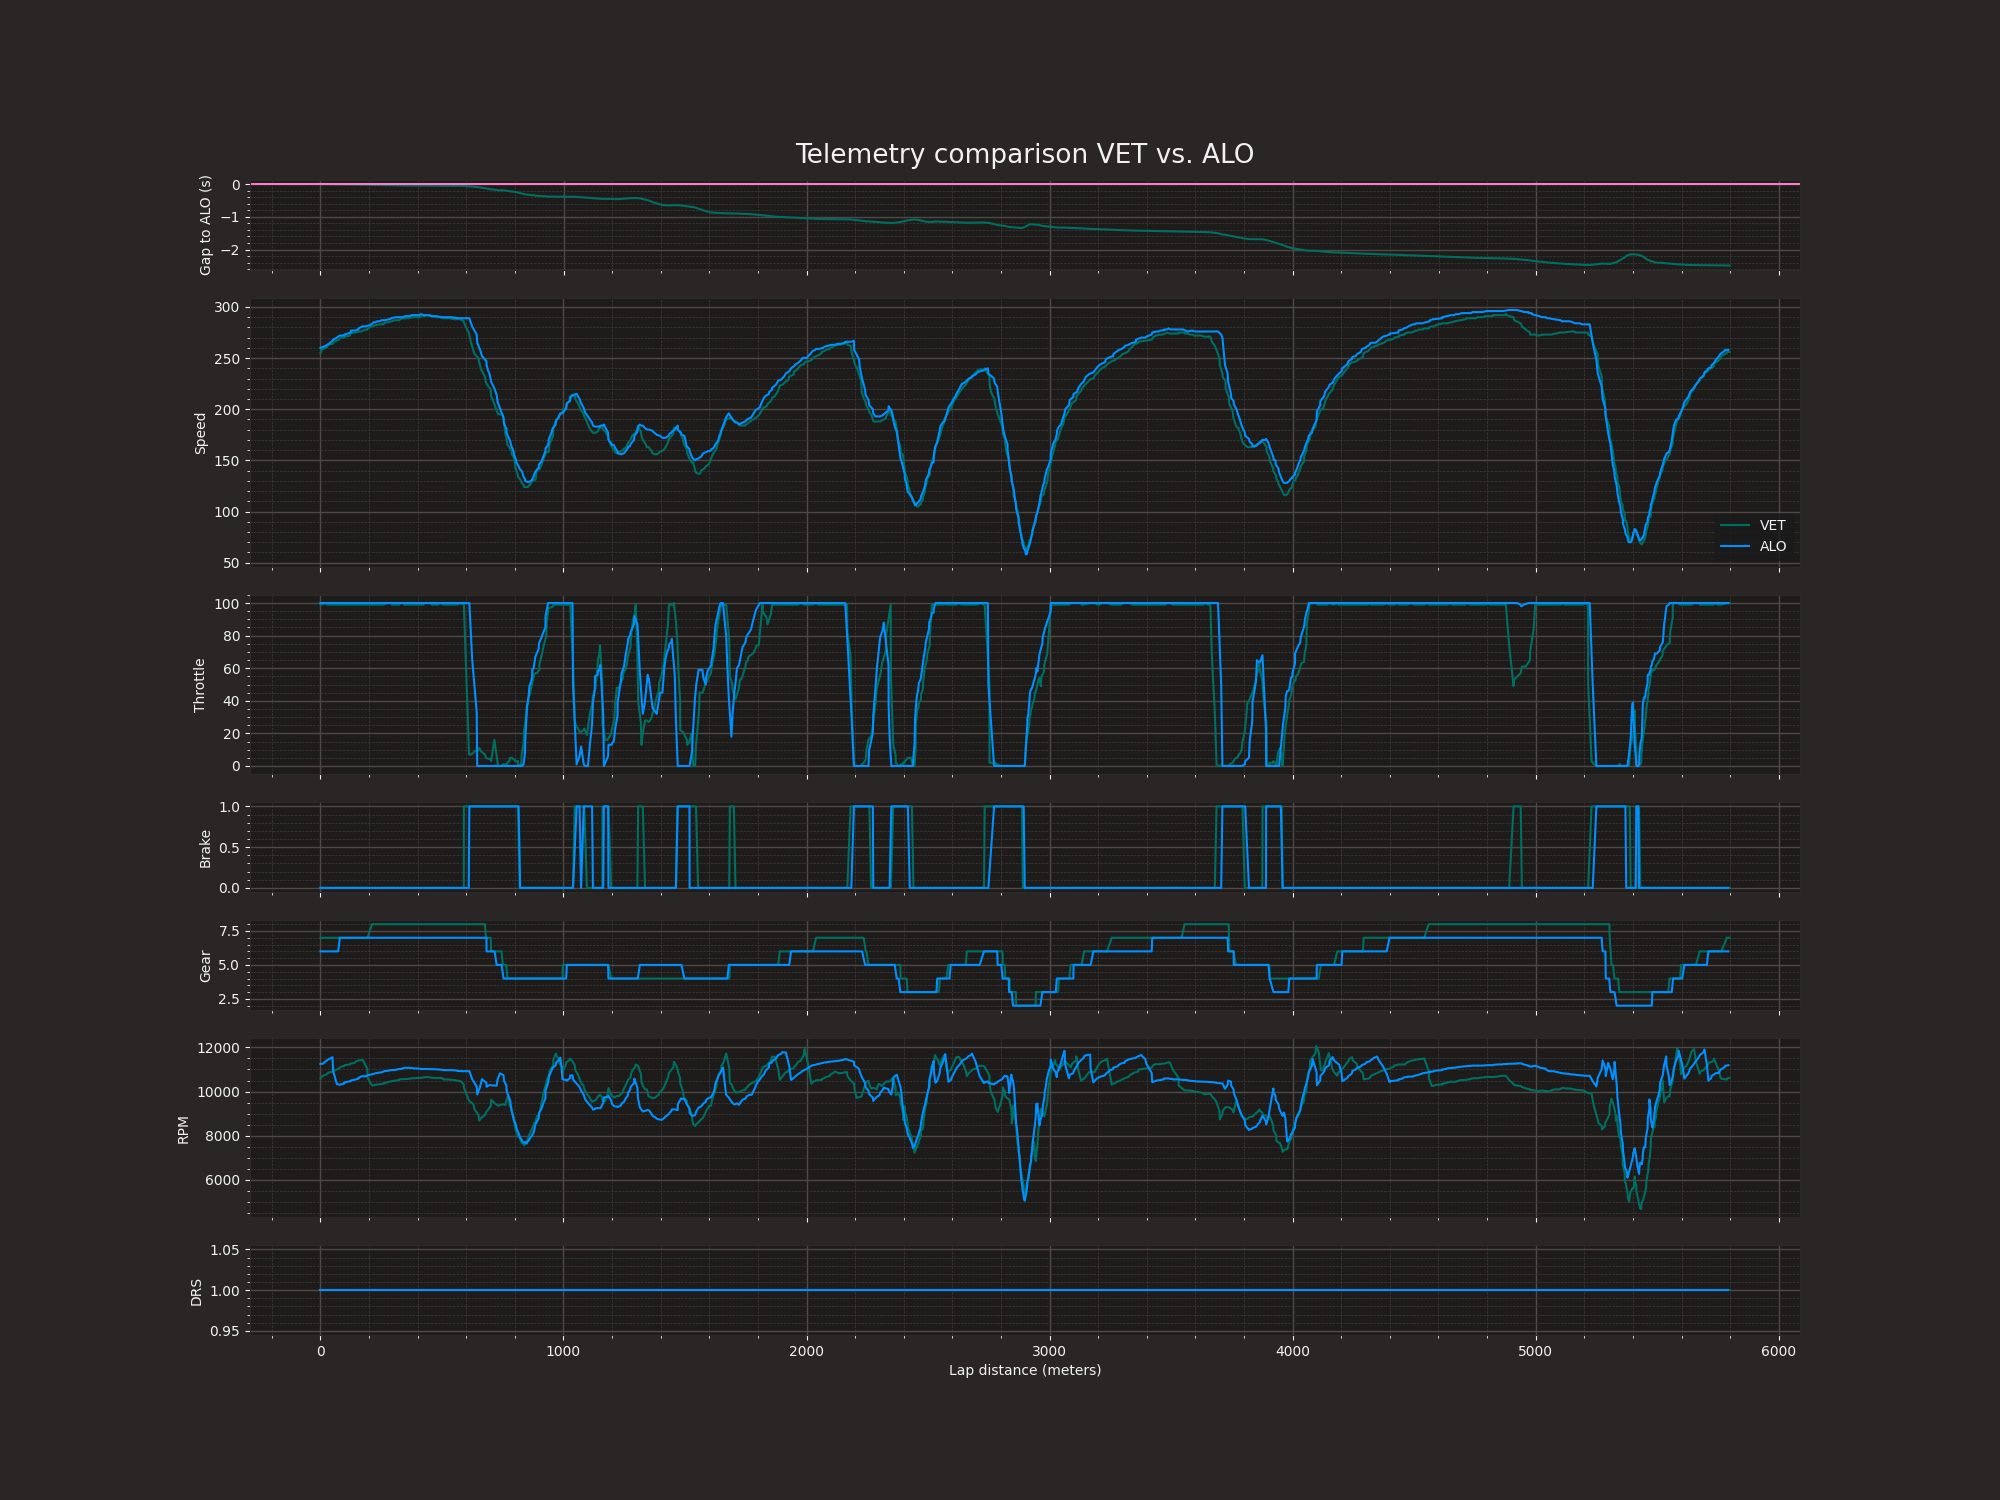 Telemetry comparison VET vs. ALO
Gap to ALO (s)
0
−1
−2
Speed
300
250
200
150
100
50
VET
ALO
Throttle
100
80
60
40
20
0
Brake
1.0
0.5
0.0
Gear
7.5
5.0
2.5
RPM
12000
10000
8000
6000
DRS
1.05
1.00
0.95
0 1000 2000 3000 4000 5000 6000
Lap distance (meters)